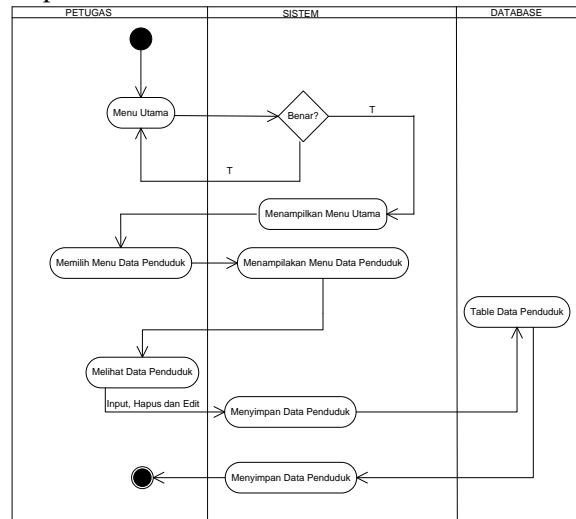 PETUGAS
SISTEM
DATABASE
Menu Utama
Benar?
T
T
Menampilkan Menu Utama
Memilih Menu Data Penduduk
Menampilakan Menu Data Penduduk
Table Data Penduduk
Melihat Data Penduduk
Input, Hapus dan Edit
Menyimpan Data Penduduk
Menyimpan Data Penduduk